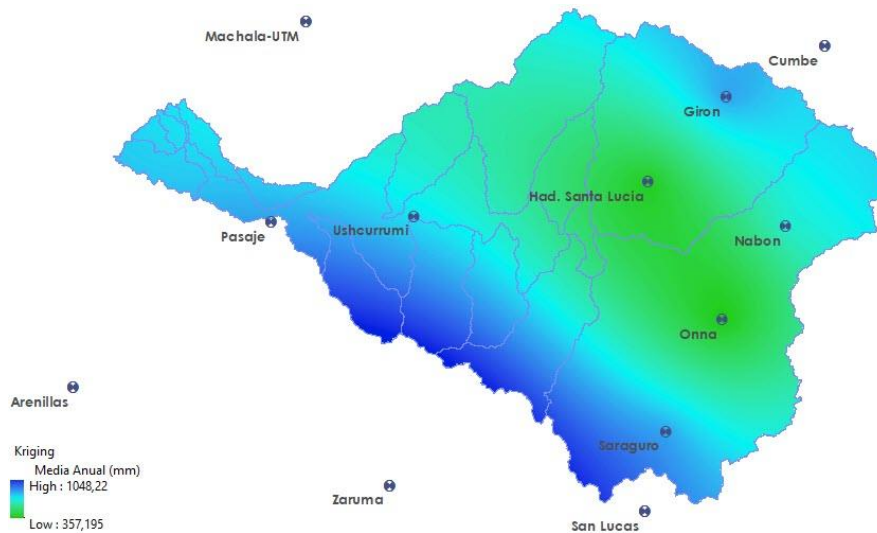 Machala-UTM
Cumbe
Giron
Had. Santa Lucia
Pasaje
Ushcurrumi
Nabon
Onna
Arenillas
Saraguro
Kriging
Media Anual (mm)
High : 1048,22
Low : 357,195
Zaruma
San Lucas